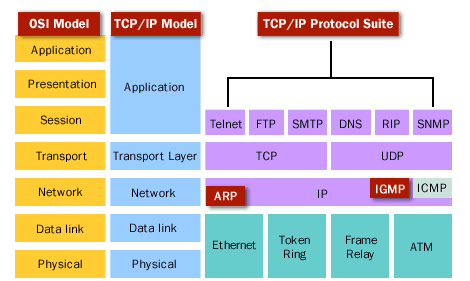 OSI Model
TCP/IP Model
TCP/IP Protocol Suite
Application
Presentation
Application
Session
Telnet
FTP
SMTP
DNS
RIP
SNMP
Transport
Transport Layer
TCP
UDP
Network
Network
ARP
IP
IGMP
ICMP
Data link
Data link
Ethernet
Token
Ring
Frame
Relay
ATM
Physical
Physical